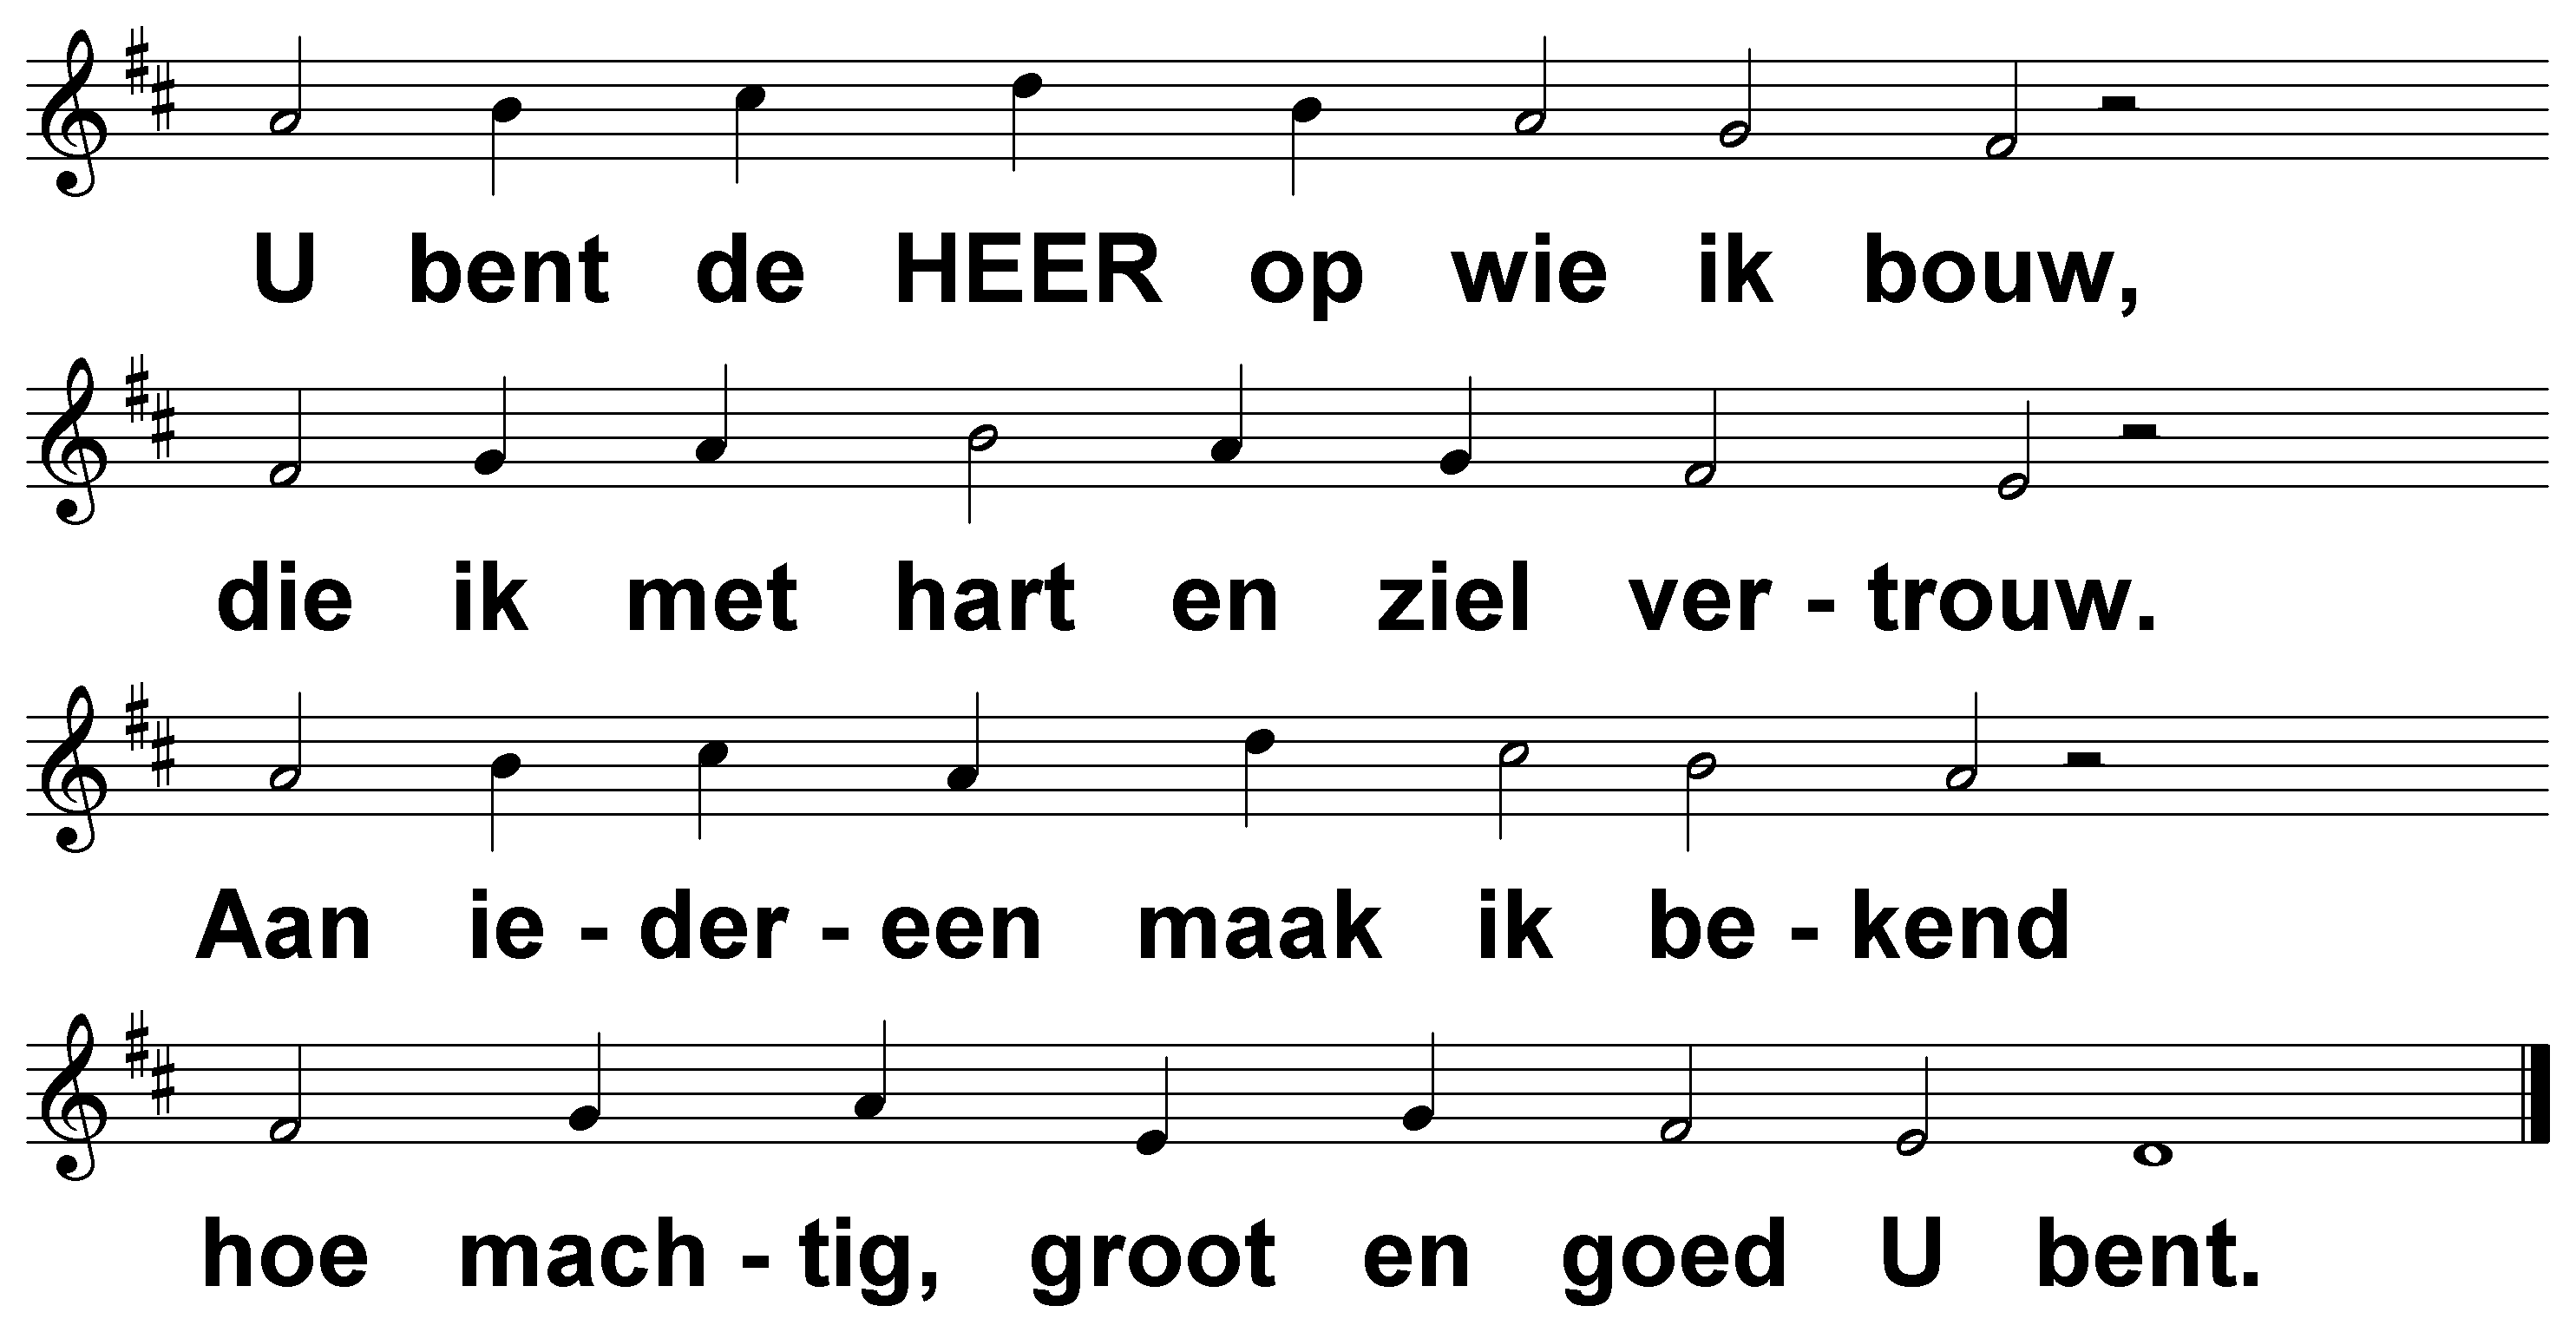 U bent de HEER op wie ik bouw,
die ik met hart en ziel ver - trouw.
Aan ie - der - een maak ik be - kend
hoe mach - tig, groot en goed U bent.